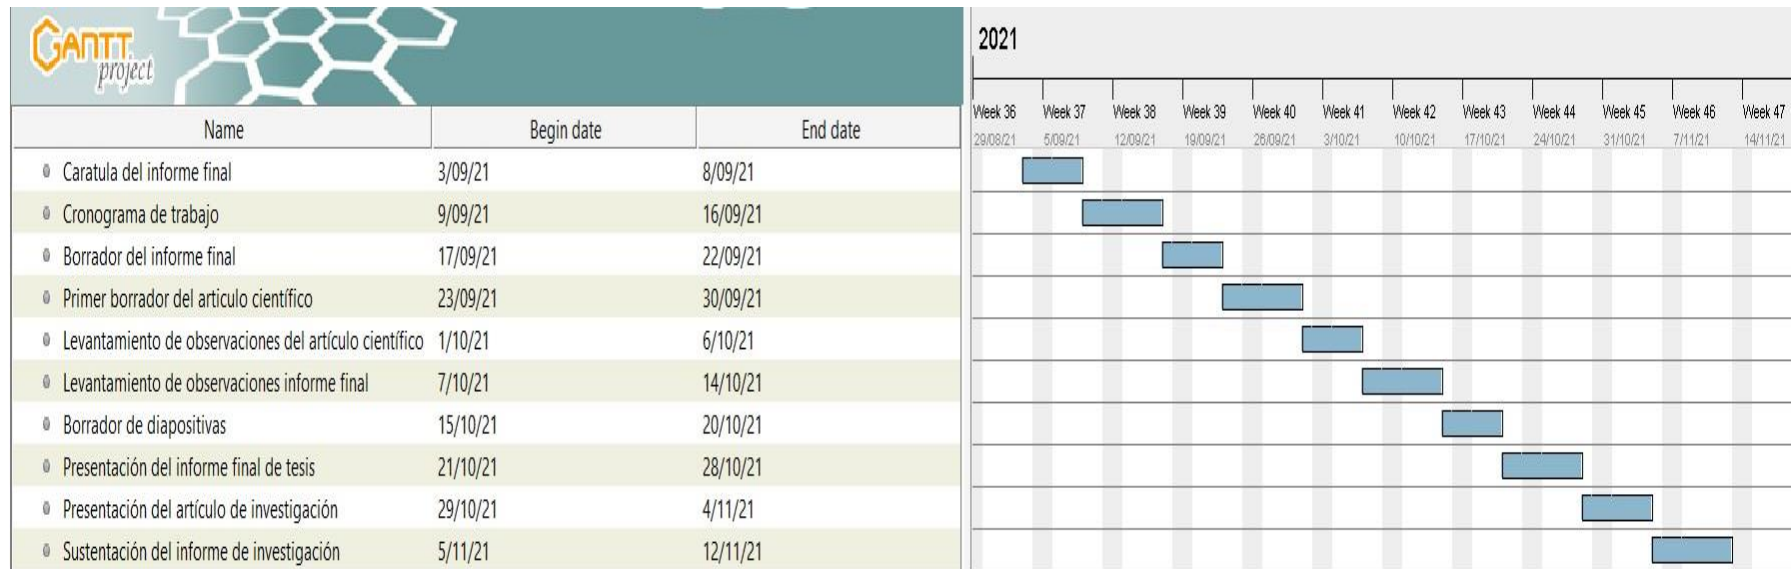 GANTT
project
2021
Week 36 Week 37 Week 38 Week 39 Week 40 Week 41 Week 42 Week 43 Week 44 Week 45 Week 46 Week 47
29/08/21 5/09/21 12/09/21 19/09/21 26/09/21 3/10/21 10/10/21 17/10/21 24/10/21 31/10/21 7/11/21 14/11/21
Name Begin date End date
Caratula del informe final 3/09/21 8/09/21
Cronograma de trabajo 9/09/21 16/09/21
Borrador del informe final 17/09/21 22/09/21
Primer borrador del articulo científico 23/09/21 30/09/21
Levantamiento de observaciones del artículo científico 1/10/21 6/10/21
Levantamiento de observaciones informe final 7/10/21 14/10/21
Borrador de diapositivas 15/10/21 20/10/21
Presentación del informe final de tesis 21/10/21 28/10/21
Presentación del artículo de investigación 29/10/21 4/11/21
Sustentación del informe de investigación 5/11/21 12/11/21